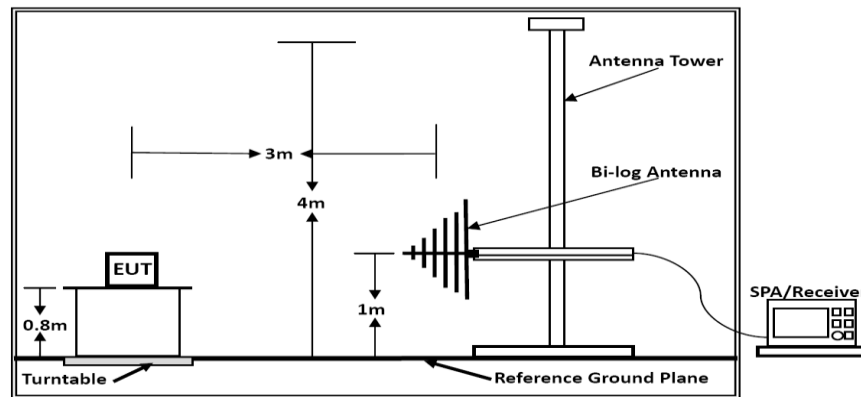 Antenna Tower
3m
Bi-log Antenna
4m
EUT
SPA/Receive
0.8m
1m
Turntable
Reference Ground Plane